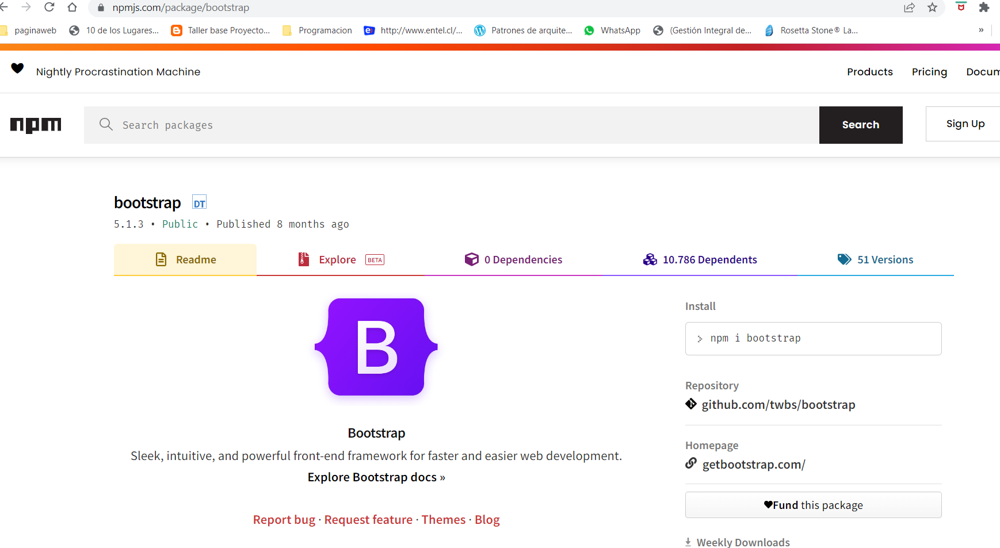 npmjs.com/package/bootstrap
paginaweb 10 de los Lugares... Taller base Proyecto... Programacion http://www.entel.cl/... Patrones de arquite... WhatsApp (Gestión Integral de... Rosetta Stone® La... »
Nightly Procrastination Machine Products Pricing Docum
npm Search packages Search Sign Up
bootstrap DT
5.1.3 • Public • Published 8 months ago
Readme Explore BETA 0 Dependencies 10.786 Dependents 51 Versions
B
Bootstrap
Sleek, intuitive, and powerful front-end framework for faster and easier web development.
Explore Bootstrap docs »
Report bug · Request feature · Themes · Blog
Install
> npm i bootstrap
Repository
github.com/twbs/bootstrap
Homepage
getbootstrap.com/
Fund this package
Weekly Downloads